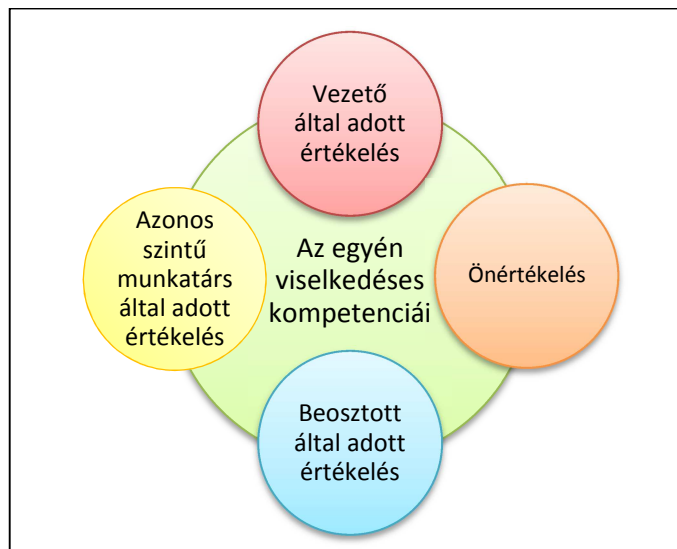 Vezető
által adott
értékelés
Azonos
szintű
munkatárs
által adott
értékelés
Az egyén
viselkedéses
kompetenciái
Önértékelés
Beosztott
által adott
értékelés